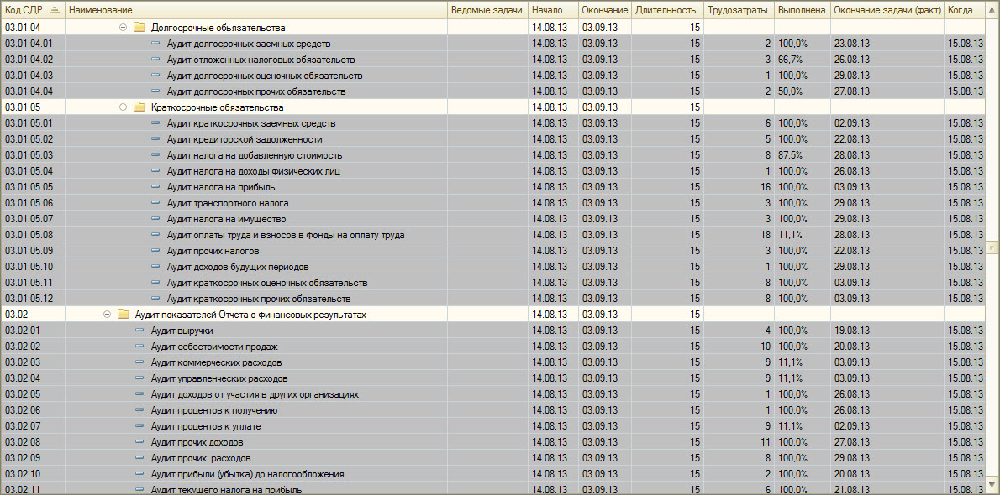 Код СДР Наименование Ведомые задачи Начало Окончание Длительность Трудозатраты Выполнена Окончание задачи (факт) Когда
03.01.04 Долгосрочные обьязательства 14.08.13 03.09.13 15
03.01.04.01 Аудит долгосрочных заемных средств 14.08.13 03.09.13 15 2 100,0% 23.08.13 15.08.13
03.01.04.02 Аудит отложенных налоговых обязательств 14.08.13 03.09.13 15 3 66,7% 26.08.13 15.08.13
03.01.04.03 Аудит долгосрочных оценочных обязательств 14.08.13 03.09.13 15 1 100,0% 29.08.13 15.08.13
03.01.04.04 Аудит долгосрочных прочих обязательств 14.08.13 03.09.13 15 2 50,0% 27.08.13 15.08.13
03.01.05 Краткосрочные обязательства 14.08.13 03.09.13 15
03.01.05.01 Аудит краткосрочных заемных средств 14.08.13 03.09.13 15 6 100,0% 02.09.13 15.08.13
03.01.05.02 Аудит кредиторской задолженности 14.08.13 03.09.13 15 5 100,0% 22.08.13 15.08.13
03.01.05.03 Аудит налога на добавленную стоимость 14.08.13 03.09.13 15 8 87,5% 28.08.13 15.08.13
03.01.05.04 Аудит налога на доходы физических лиц 14.08.13 03.09.13 15 1 100,0% 26.08.13 15.08.13
03.01.05.05 Аудит налога на прибыль 14.08.13 03.09.13 15 16 100,0% 03.09.13 15.08.13
03.01.05.06 Аудит транспортного налога 14.08.13 03.09.13 15 3 100,0% 29.08.13 15.08.13
03.01.05.07 Аудит налога на имущество 14.08.13 03.09.13 15 3 100,0% 29.08.13 15.08.13
03.01.05.08 Аудит оплаты труда и взносов в фонды на оплату труда 14.08.13 03.09.13 15 18 11,1% 28.08.13 15.08.13
03.01.05.09 Аудит прочих налогов 14.08.13 03.09.13 15 3 100,0% 22.08.13 15.08.13
03.01.05.10 Аудит доходов будущих периодов 14.08.13 03.09.13 15 1 100,0% 29.08.13 15.08.13
03.01.05.11 Аудит краткосрочных оценочных обязательств 14.08.13 03.09.13 15 8 100,0% 03.09.13 15.08.13
03.01.05.12 Аудит краткосрочных прочих обязательств 14.08.13 03.09.13 15 8 100,0% 03.09.13 15.08.13
03.02 Аудит показателей Отчета о финансовых результатах 14.08.13 03.09.13 15
03.02.01 Аудит выручки 14.08.13 03.09.13 15 4 100,0% 19.08.13 15.08.13
03.02.02 Аудит себестоимости продаж 14.08.13 03.09.13 15 10 100,0% 20.08.13 15.08.13
03.02.03 Аудит коммерческих расходов 14.08.13 03.09.13 15 9 11,1% 03.09.13 15.08.13
03.02.04 Аудит управленческих расходов 14.08.13 03.09.13 15 9 11,1% 03.09.13 15.08.13
03.02.05 Аудит доходов от участия в других организациях 14.08.13 03.09.13 15 1 100,0% 26.08.13 15.08.13
03.02.06 Аудит процентов к получению 14.08.13 03.09.13 15 1 100,0% 26.08.13 15.08.13
03.02.07 Аудит процентов к уплате 14.08.13 03.09.13 15 9 11,1% 02.09.13 15.08.13
03.02.08 Аудит прочих доходов 14.08.13 03.09.13 15 11 100,0% 27.08.13 15.08.13
03.02.09 Аудит прочих расходов 14.08.13 03.09.13 15 8 100,0% 29.08.13 15.08.13
03.02.10 Аудит прибыли (убытка) до налогообложения 14.08.13 03.09.13 15 2 100,0% 20.08.13 15.08.13
03.02.11 Аудит текущего налога на прибыль 14.08.13 03.09.13 15 6 100,0% 21.08.13 15.08.13